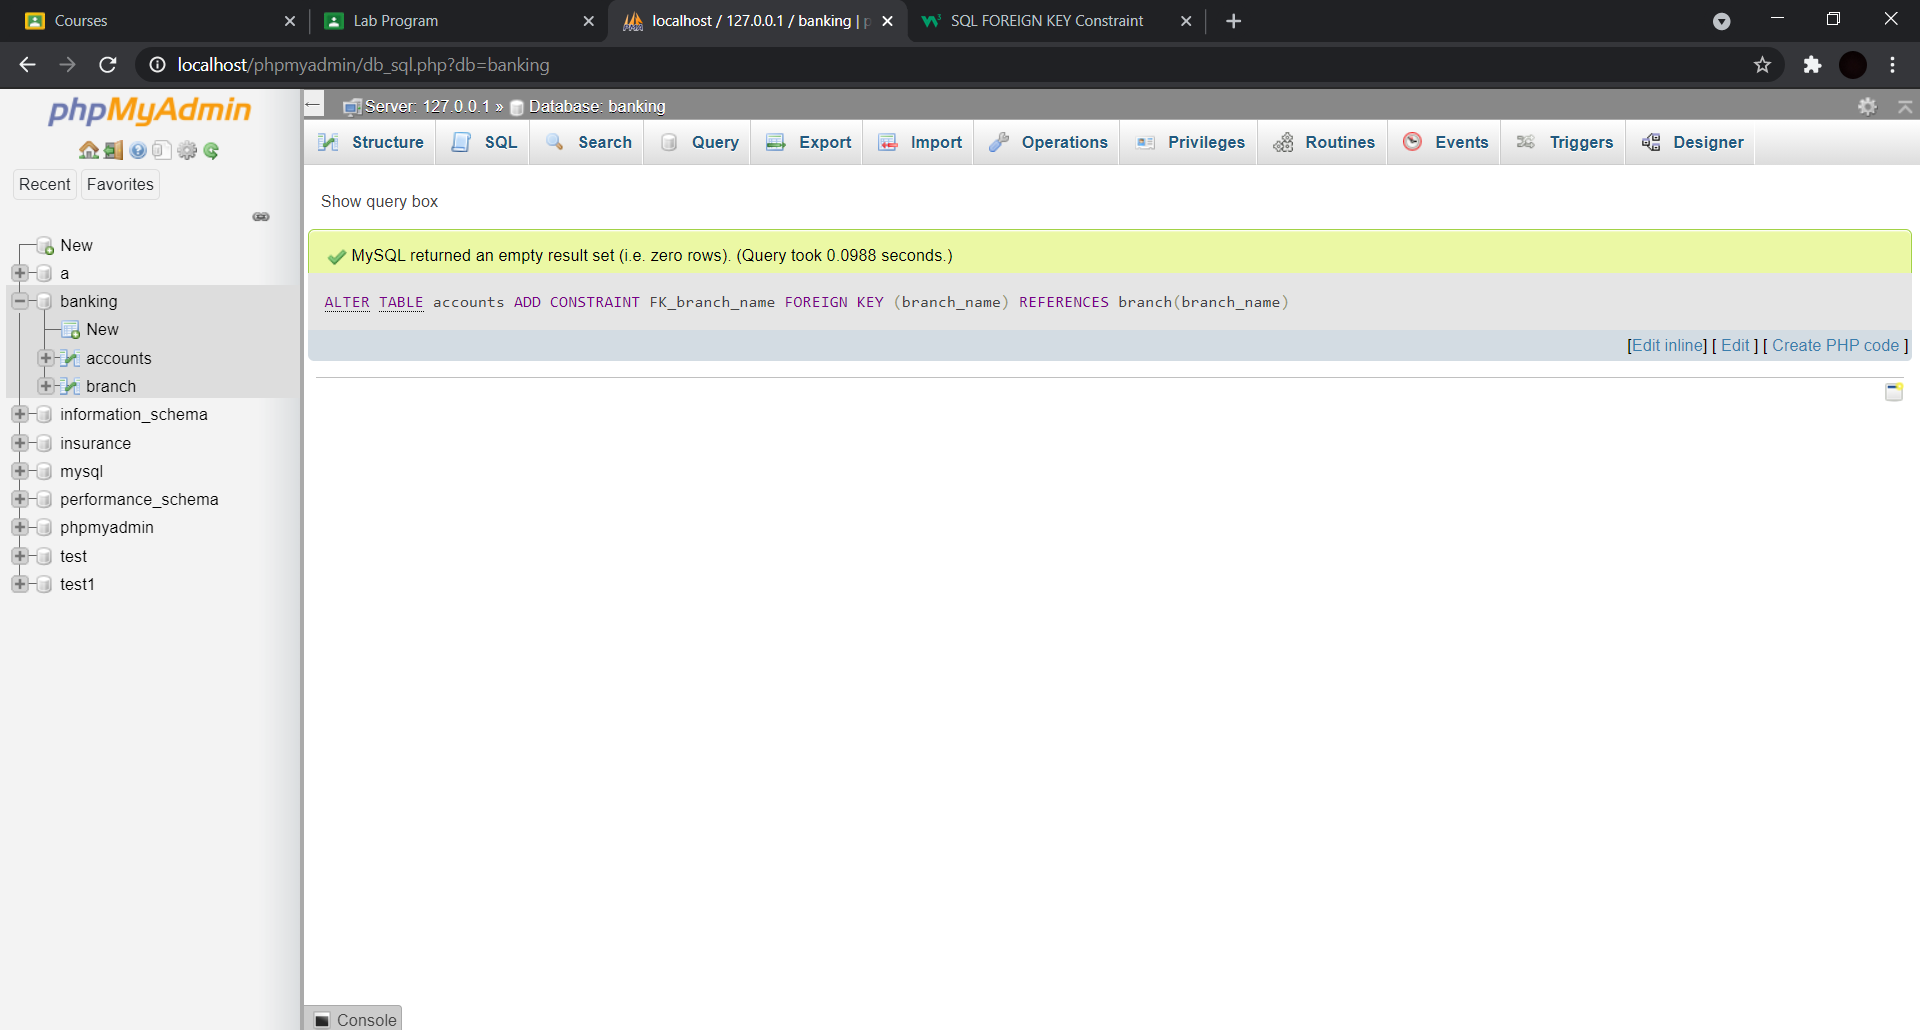 Courses
Lab Program
localhost / 127.0.0.1 / banking | p
SQL FOREIGN KEY Constraint
localhost/phpmyadmin/db_sql.php?db=banking
phpMyAdmin
Recent
Favorites
New
a
banking
New
accounts
branch
information_schema
insurance
mysql
performance_schema
phpmyadmin
test
test1
Server: 127.0.0.1 » Database: banking
Structure
SQL
Search
Query
Export
Import
Operations
Privileges
Routines
Events
Triggers
Designer
Show query box
MySQL returned an empty result set (i.e. zero rows). (Query took 0.0988 seconds.)
ALTER TABLE accounts ADD CONSTRAINT FK_branch_name FOREIGN KEY (branch_name) REFERENCES branch(branch_name)
[Edit inline] [ Edit ] [ Create PHP code ]
Console